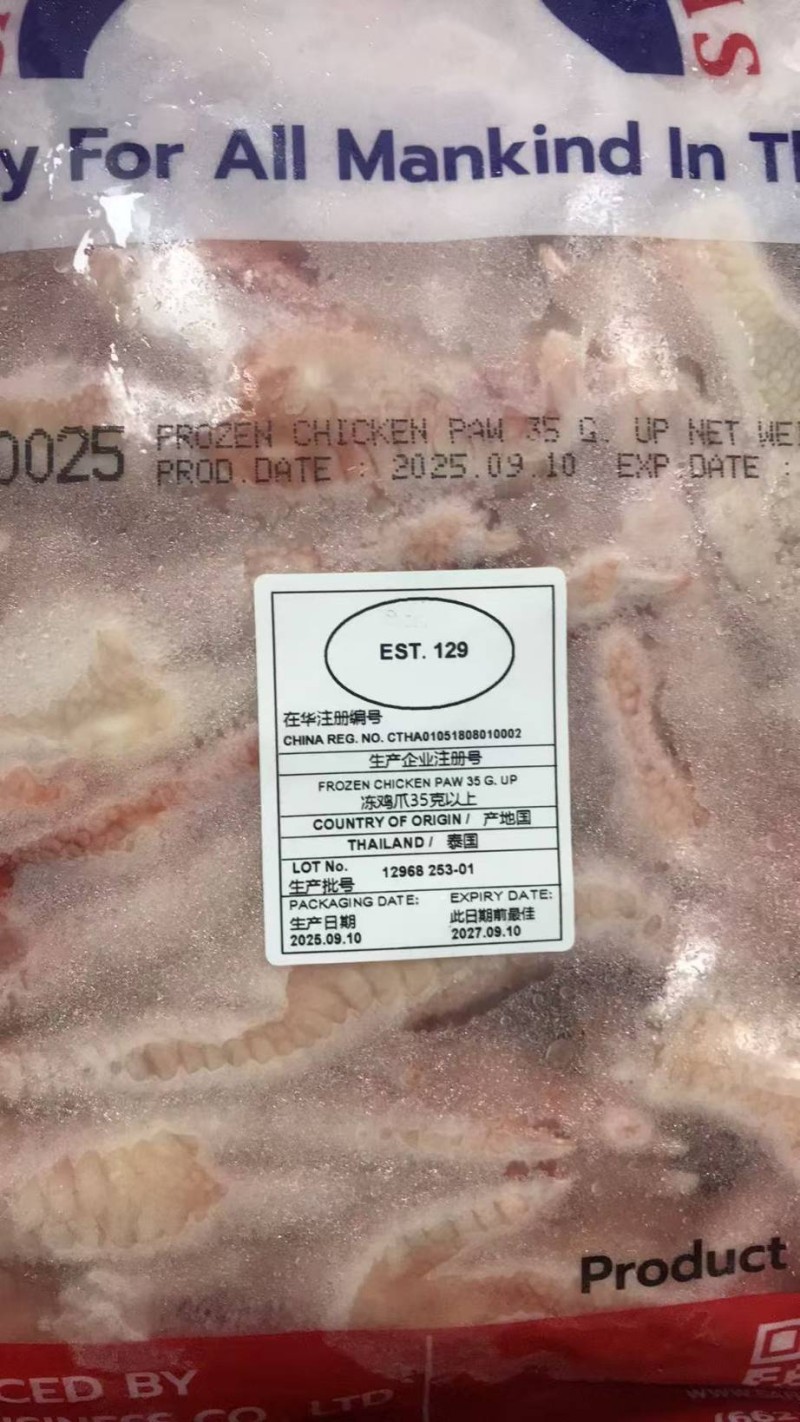 y For All Mankind In Th
0025
FROZEN CHICKEN PAW 35 G. UP NET WEI
PROD.DATE : 2025.09.10 EXP.DATE :
EST. 129
在华注册编号
CHINA REG. NO. CTHA01051808010002
生产企业注册号
FROZEN CHICKEN PAW 35 G. UP
冻鸡爪35克以上
COUNTRY OF ORIGIN / 产地国
THAILAND / 泰国
LOT No. 12968 253-01
生产批号
PACKAGING DATE: EXPIRY DATE:
生产日期 此日期前最佳
2025.09.10 2027.09.10
Product
CED BY
CO., LTD